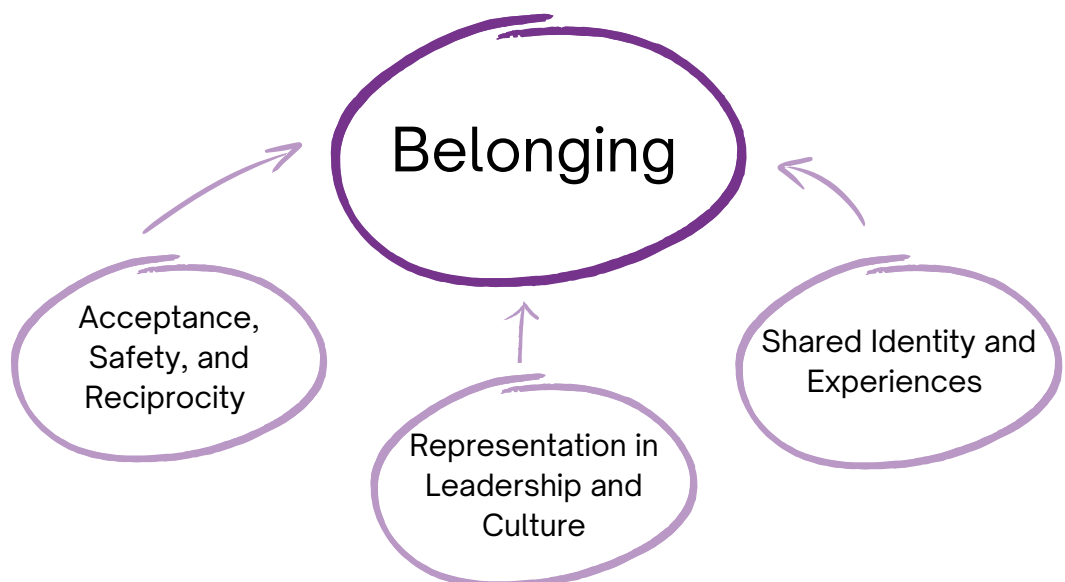 Belonging
Acceptance,
Safety, and
Reciprocity
Representation in
Leadership and
Culture
Shared Identity and
Experiences